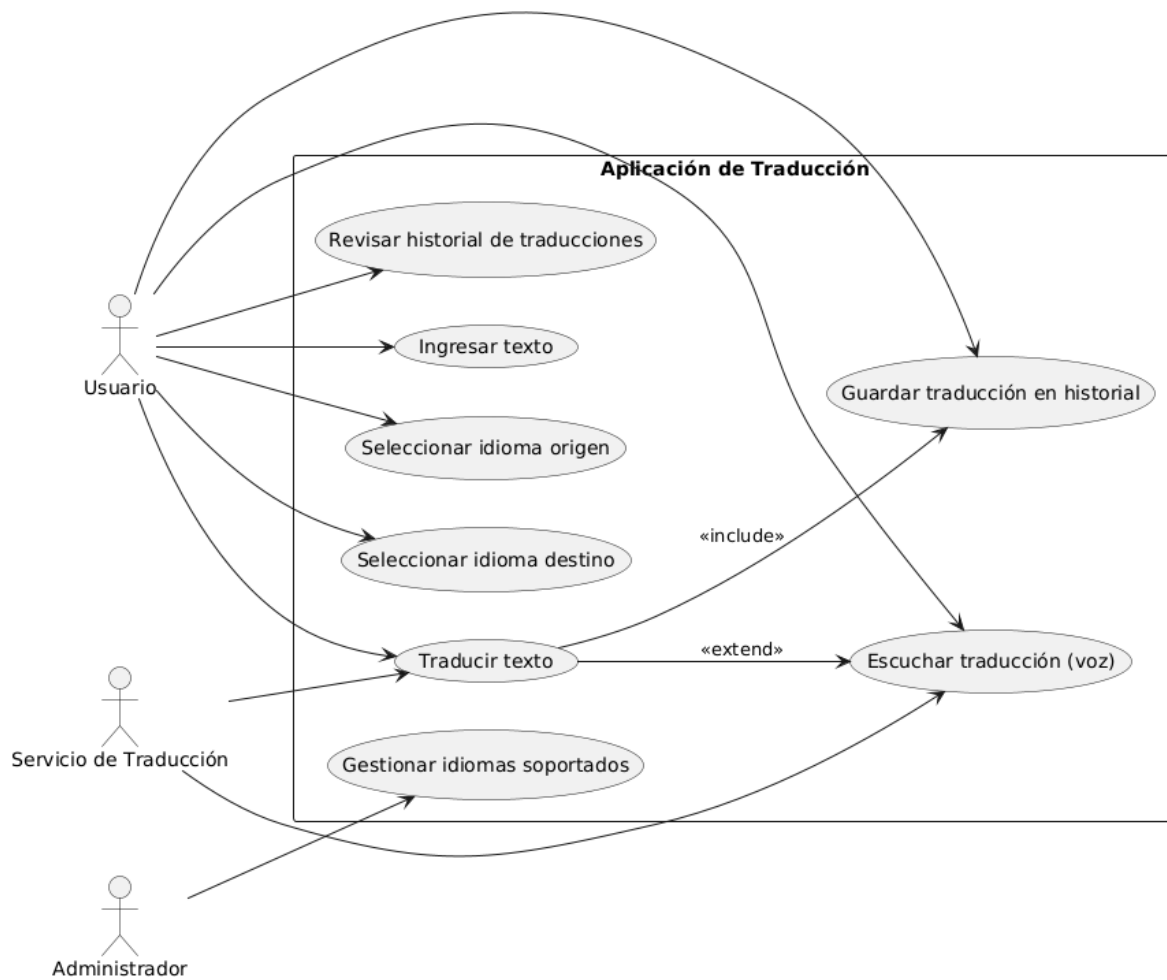 Aplicación de Traducción
Revisar historial de traducciones
Ingresar texto
Usuario
Guardar traducción en historial
Seleccionar idioma origen
«include»
Seleccionar idioma destino
«extend»
Traducir texto
Escuchar traducción (voz)
Servicio de Traducción
Gestionar idiomas soportados
Administrador